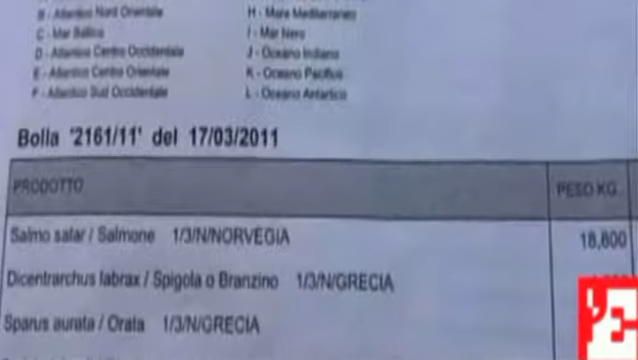 B - Atlantico Nord Orientale
C - Mar Baltico
D - Atlantico Centro Occidentale
E - Atlantico Centro Orientale
F - Atlantico Sud Occidentale
H - Mare Mediterraneo
I - Mar Nero
J - Oceano Indiano
K - Oceano Pacifico
L - Oceano Antartico
Bolla '2161/11' del 17/03/2011
PRODOTTO PESO KG.
Salmo salar / Salmone 1/3/N/NORVEGIA 18,800
Dicentrarchus labrax / Spigola o Branzino 1/3/N/GRECIA
Sparus aurata / Orata 1/3/N/GRECIA
'E